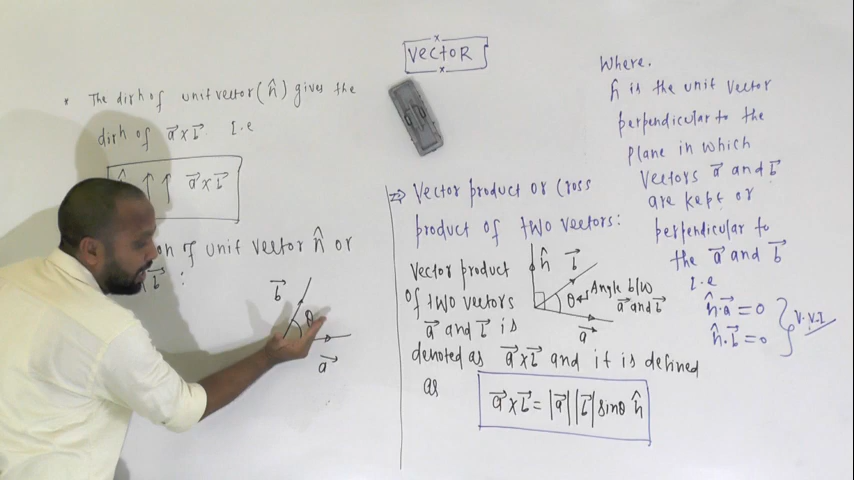 VECTOR
* The dirn of unit vector (n̂) gives the
dirn of a⃗ x b⃗ I.e
↑ ↑ a⃗ x b⃗
of unit vector n̂ or
b⃗ :
b⃗
θ
a⃗
=> Vector product or Cross
product of two vectors:
Vector product
of two vectors
a⃗ and b⃗ is
denoted as a⃗ x b⃗ and it is defined
as
n̂
b⃗
θ
Angle b/w
a⃗ and b⃗
a⃗
a⃗ x b⃗ = |a⃗| |b⃗| sinθ n̂
Where.
n̂ is the unit vector
perpendicular to the
plane in which
vectors a⃗ and b⃗
are kept or
perpendicular to
the a⃗ and b⃗
I.e
n̂.a⃗ = 0
n̂.b⃗ = 0
V.V.I